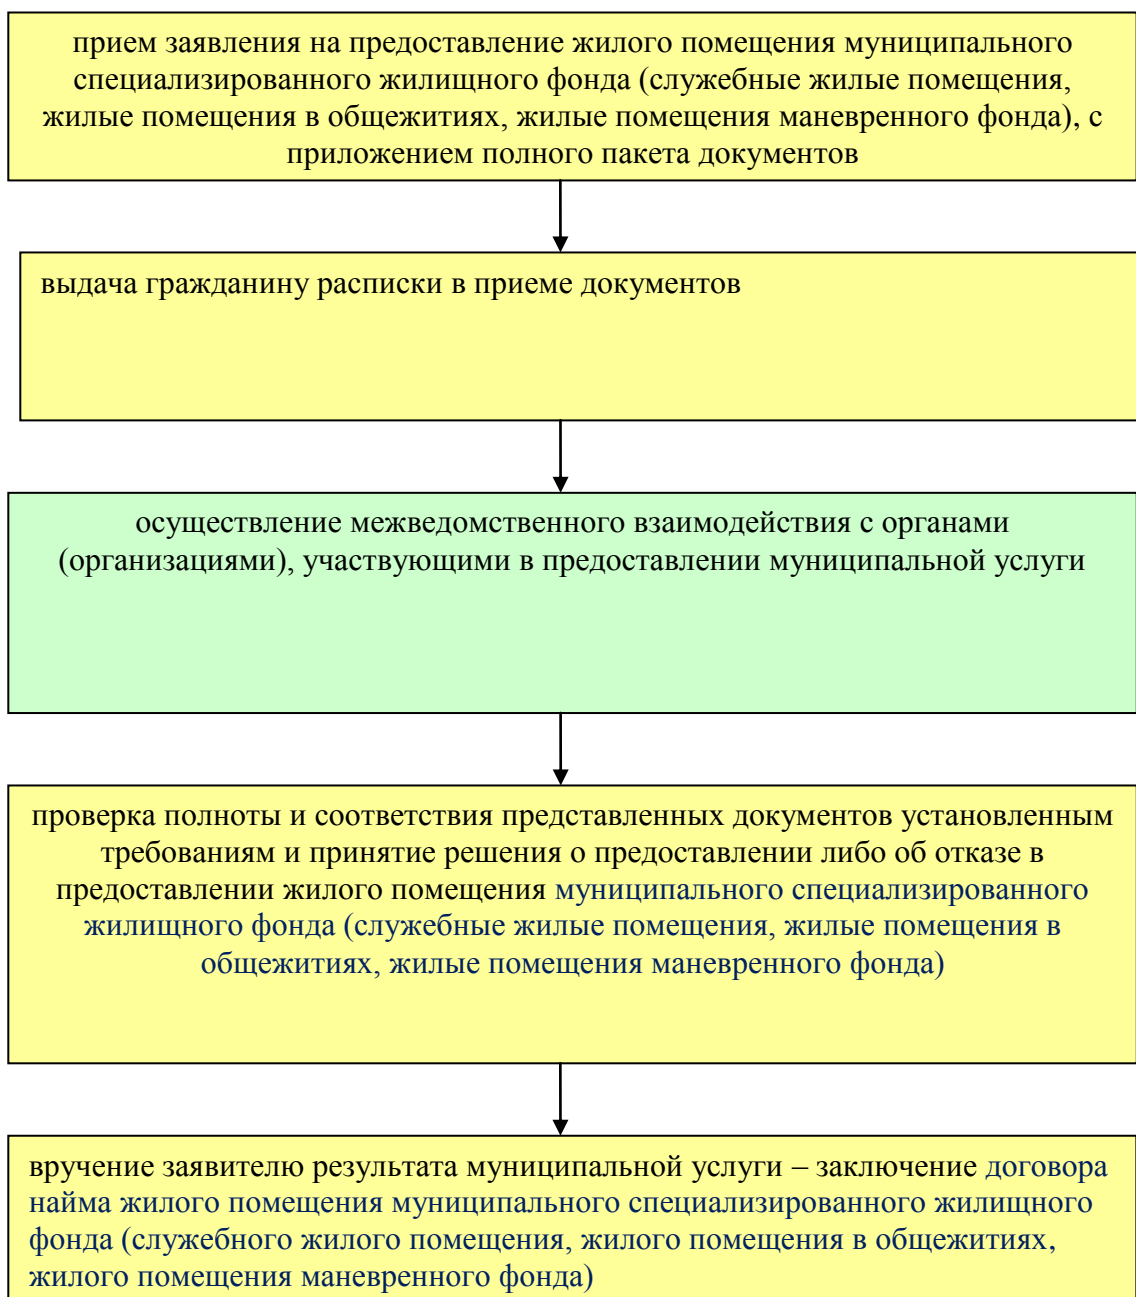 прием заявления на предоставление жилого помещения муниципального
специализированного жилищного фонда (служебные жилые помещения,
жилые помещения в общежитиях, жилые помещения маневренного фонда), с
приложением полного пакета документов
выдача гражданину расписки в приеме документов
осуществление межведомственного взаимодействия с органами
(организациями), участвующими в предоставлении муниципальной услуги
проверка полноты и соответствия представленных документов установленным
требованиям и принятие решения о предоставлении либо об отказе в
предоставлении жилого помещения муниципального специализированного
жилищного фонда (служебные жилые помещения, жилые помещения в
общежитиях, жилые помещения маневренного фонда)
вручение заявителю результата муниципальной услуги – заключение договора
найма жилого помещения муниципального специализированного жилищного
фонда (служебного жилого помещения, жилого помещения в общежитиях,
жилого помещения маневренного фонда)